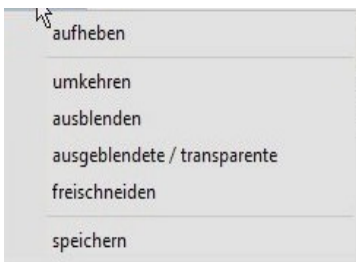 aufheben
umkehren
ausblenden
ausgeblendete / transparente
freischneiden
speichern